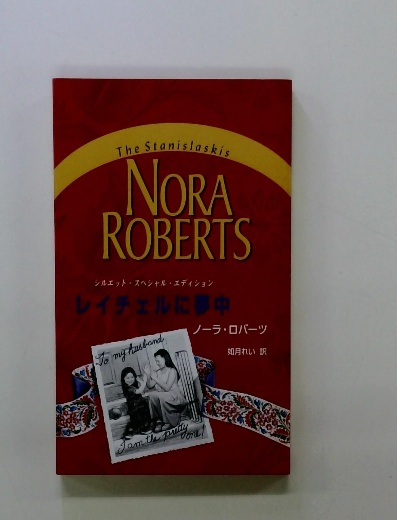 The Stanislaskis
NORA
ROBERTS
シルエット・スペシャル・エディション
レイチェルに夢中
ノーラ・ロバーツ
如月れい 訳
To my husband
I am the pretty
one!